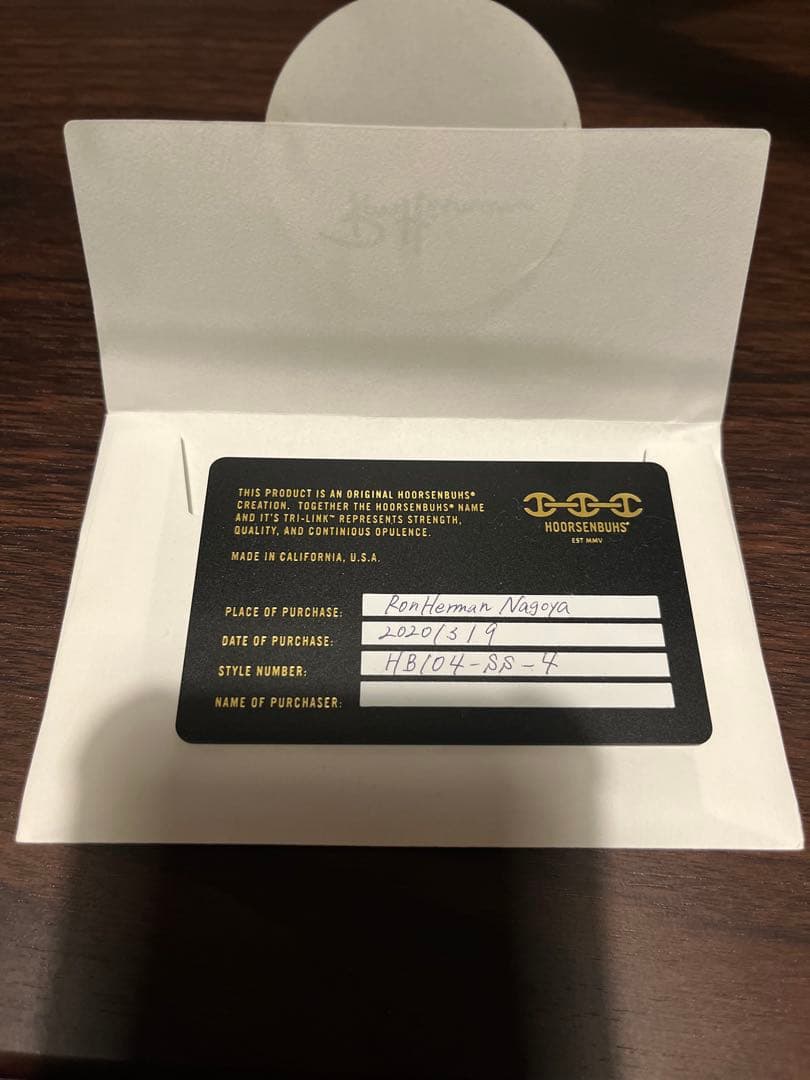 RonHerman
THIS PRODUCT IS AN ORIGINAL HOORSENBUHS®
CREATION. TOGETHER THE HOORSENBUHS® NAME
AND IT'S TRI-LINK™ REPRESENTS STRENGTH,
QUALITY, AND CONTINIOUS OPULENCE.
MADE IN CALIFORNIA, U.S.A.
HOORSENBUHS®
EST MMV
PLACE OF PURCHASE: RonHerman Nagoya
DATE OF PURCHASE: 2020/3/9
STYLE NUMBER: HB104-SS-4
NAME OF PURCHASER: